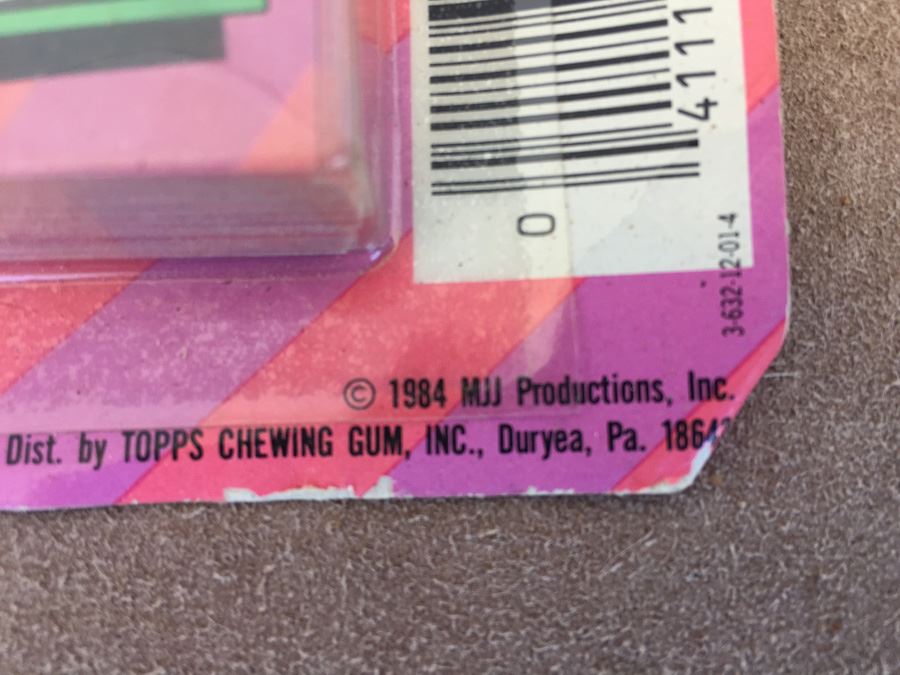 0 4111
3-632-12-01-4
© 1984 MJJ Productions, Inc.
Dist. by TOPPS CHEWING GUM, INC., Duryea, Pa.